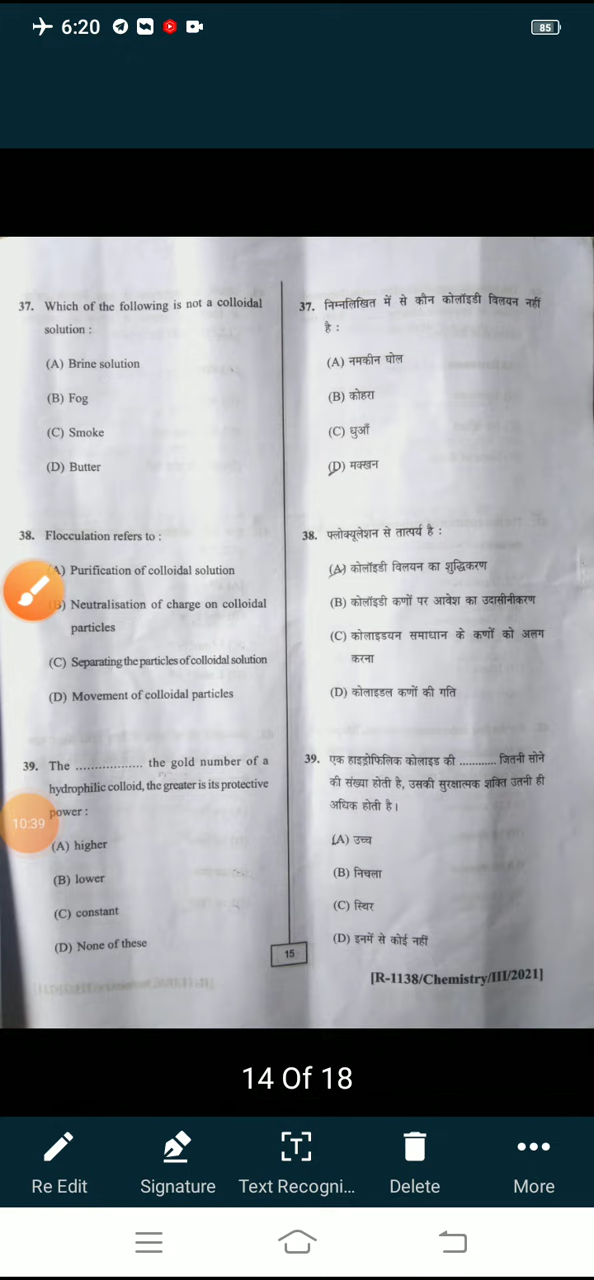 6:20
85
37. Which of the following is not a colloidal
solution :
(A) Brine solution
(B) Fog
(C) Smoke
(D) Butter
38. Flocculation refers to :
A) Purification of colloidal solution
B) Neutralisation of charge on colloidal
particles
(C) Separating the particles of colloidal solution
(D) Movement of colloidal particles
39. The .................. the gold number of a
hydrophilic colloid, the greater is its protective
power :
(A) higher
(B) lower
(C) constant
(D) None of these
37. निम्नलिखित में से कौन कोलॉइडी विलयन नहीं
है :
(A) नमकीन घोल
(B) कोहरा
(C) धुआँ
(D) मक्खन
38. फ्लोक्यूलेशन से तात्पर्य है :
(A) कोलॉइडी विलयन का शुद्धिकरण
(B) कोलॉइडी कणों पर आवेश का उदासीनीकरण
(C) कोलाइडयन समाधान के कणों को अलग
करना
(D) कोलाइडल कणों की गति
39. एक हाइड्रोफिलिक कोलाइड की ............ जितनी सोने
की संख्या होती है, उसकी सुरक्षात्मक शक्ति उतनी ही
अधिक होती है।
(A) उच्च
(B) निचला
(C) स्थिर
(D) इनमें से कोई नहीं
10:39
15
[R-1138/Chemistry/III/2021]
14 Of 18
Re Edit
Signature
Text Recogni...
Delete
More